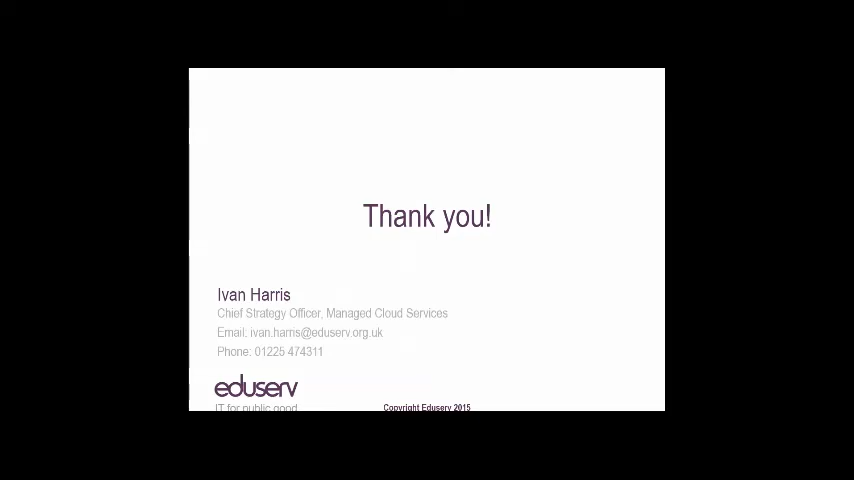 Thank you!
Ivan Harris
Chief Strategy Officer, Managed Cloud Services
Email: ivan.harris@eduserv.org.uk
Phone: 01225 474311
eduserv
IT for public good
Copyright Eduserv 2015